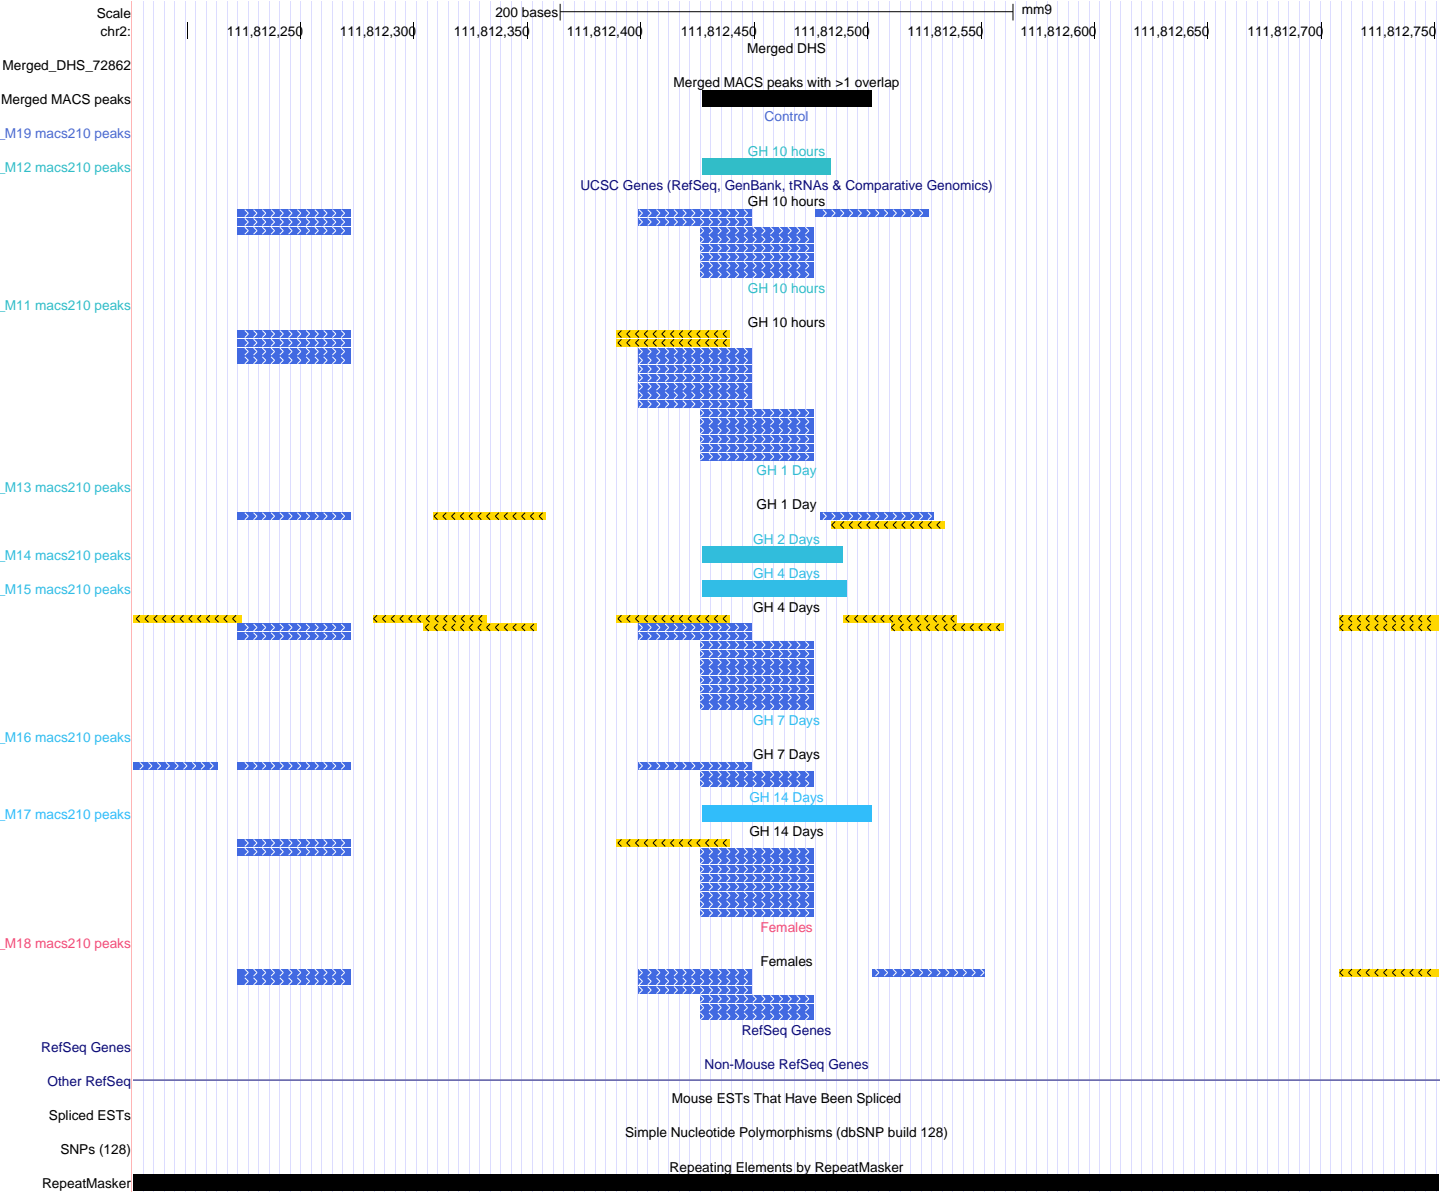 Scale 200 bases mm9
chr2: 111,812,250 111,812,300 111,812,350 111,812,400 111,812,450 111,812,500 111,812,550 111,812,600 111,812,650 111,812,700 111,812,750
Merged DHS
Merged_DHS_72862
Merged MACS peaks with >1 overlap
Merged MACS peaks
Control
_M19 macs210 peaks
GH 10 hours
_M12 macs210 peaks
UCSC Genes (RefSeq, GenBank, tRNAs & Comparative Genomics)
GH 10 hours
GH 10 hours
_M11 macs210 peaks
GH 10 hours
GH 1 Day
_M13 macs210 peaks
GH 1 Day
GH 2 Days
_M14 macs210 peaks
GH 4 Days
_M15 macs210 peaks
GH 4 Days
GH 7 Days
_M16 macs210 peaks
GH 7 Days
GH 14 Days
_M17 macs210 peaks
GH 14 Days
Females
_M18 macs210 peaks
Females
RefSeq Genes
RefSeq Genes
Non-Mouse RefSeq Genes
Other RefSeq
Mouse ESTs That Have Been Spliced
Spliced ESTs
Simple Nucleotide Polymorphisms (dbSNP build 128)
SNPs (128)
Repeating Elements by RepeatMasker
RepeatMasker